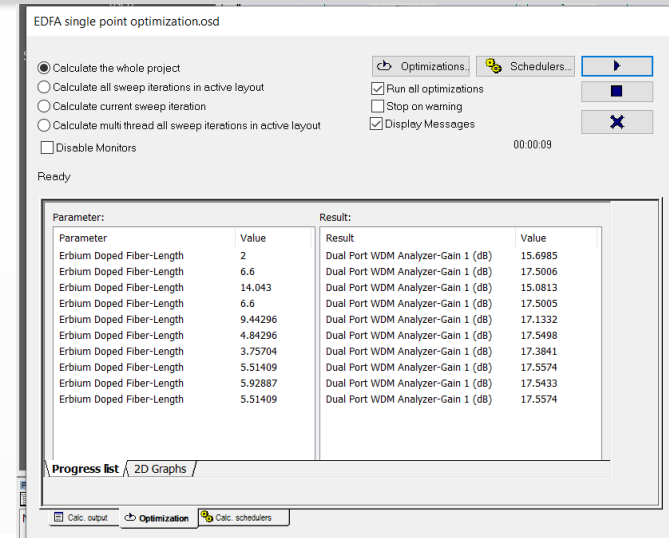 EDFA single point optimization.osd
Calculate the whole project
Optimizations..
Schedulers...
Calculate all sweep iterations in active layout
Run all optimizations
Calculate current sweep iteration
Stop on warning
Calculate multi thread all sweep iterations in active layout
Display Messages
Disable Monitors
00:00:09
Ready
Parameter: Result:
Parameter Value Result Value
Erbium Doped Fiber-Length 2 Dual Port WDM Analyzer-Gain 1 (dB) 15.6985
Erbium Doped Fiber-Length 6.6 Dual Port WDM Analyzer-Gain 1 (dB) 17.5006
Erbium Doped Fiber-Length 14.043 Dual Port WDM Analyzer-Gain 1 (dB) 15.0813
Erbium Doped Fiber-Length 6.6 Dual Port WDM Analyzer-Gain 1 (dB) 17.5005
Erbium Doped Fiber-Length 9.44296 Dual Port WDM Analyzer-Gain 1 (dB) 17.1332
Erbium Doped Fiber-Length 4.84296 Dual Port WDM Analyzer-Gain 1 (dB) 17.5498
Erbium Doped Fiber-Length 3.75704 Dual Port WDM Analyzer-Gain 1 (dB) 17.3841
Erbium Doped Fiber-Length 5.51409 Dual Port WDM Analyzer-Gain 1 (dB) 17.5574
Erbium Doped Fiber-Length 5.92887 Dual Port WDM Analyzer-Gain 1 (dB) 17.5433
Erbium Doped Fiber-Length 5.51409 Dual Port WDM Analyzer-Gain 1 (dB) 17.5574
Progress list 2D Graphs
Calc. output Optimization Calc. schedulers